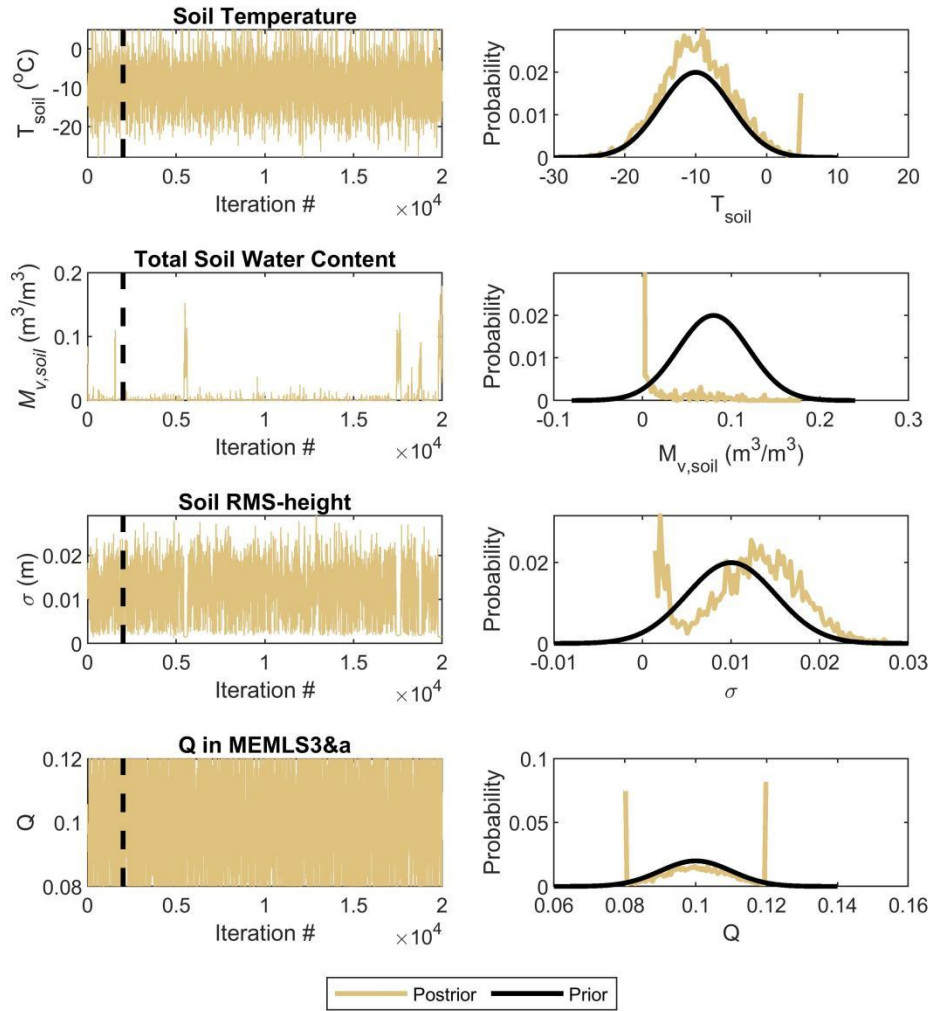 Soil Temperature
T_soil (°C)
0
-10
-20
0 0.5 1 1.5 2
Iteration # ×10^4
Probability
0.02
0.01
0
-30 -20 -10 0 10 20
T_soil
Total Soil Water Content
M_v,soil (m^3/m^3)
0.2
0.1
0
0 0.5 1 1.5 2
Iteration # ×10^4
Probability
0.02
0.01
0
-0.1 0 0.1 0.2 0.3
M_v,soil (m^3/m^3)
Soil RMS-height
σ (m)
0.02
0.01
0
0 0.5 1 1.5 2
Iteration # ×10^4
Probability
0.02
0
-0.01 0 0.01 0.02 0.03
σ
Q in MEMLS3&a
Q
0.12
0.1
0.08
0 0.5 1 1.5 2
Iteration # ×10^4
Probability
0.1
0.05
0
0.06 0.08 0.1 0.12 0.14 0.16
Q
Postrior Prior